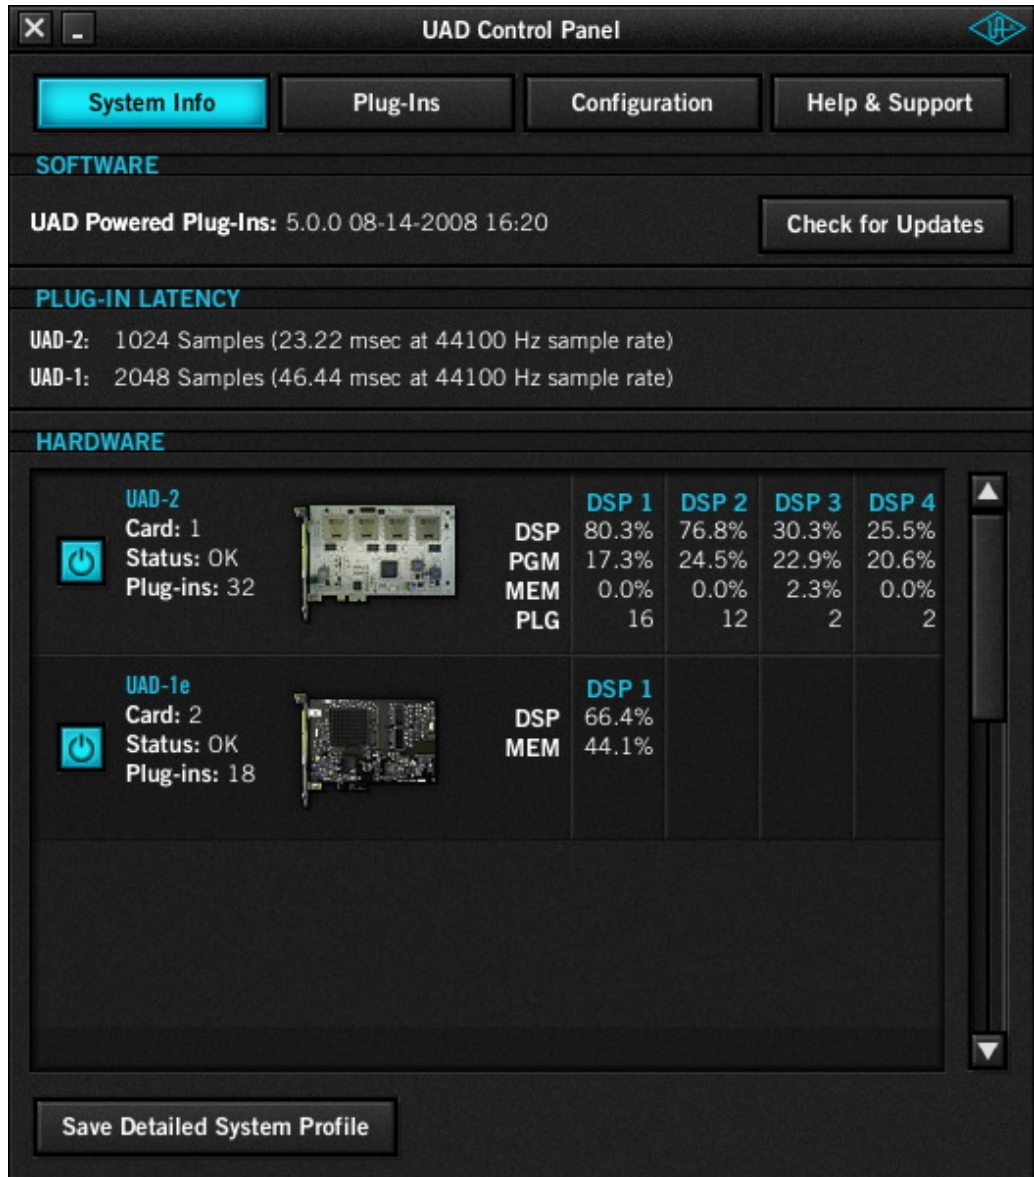 UAD Control Panel
System Info Plug-Ins Configuration Help & Support
SOFTWARE
UAD Powered Plug-Ins: 5.0.0 08-14-2008 16:20 Check for Updates
PLUG-IN LATENCY
UAD-2: 1024 Samples (23.22 msec at 44100 Hz sample rate)
UAD-1: 2048 Samples (46.44 msec at 44100 Hz sample rate)
HARDWARE
UAD-2
Card: 1
Status: OK
Plug-ins: 32
DSP 1 DSP 2 DSP 3 DSP 4
DSP 80.3% 76.8% 30.3% 25.5%
PGM 17.3% 24.5% 22.9% 20.6%
MEM 0.0% 0.0% 2.3% 0.0%
PLG 16 12 2 2
UAD-1e
Card: 2
Status: OK
Plug-ins: 18
DSP 1
DSP 66.4%
MEM 44.1%
Save Detailed System Profile